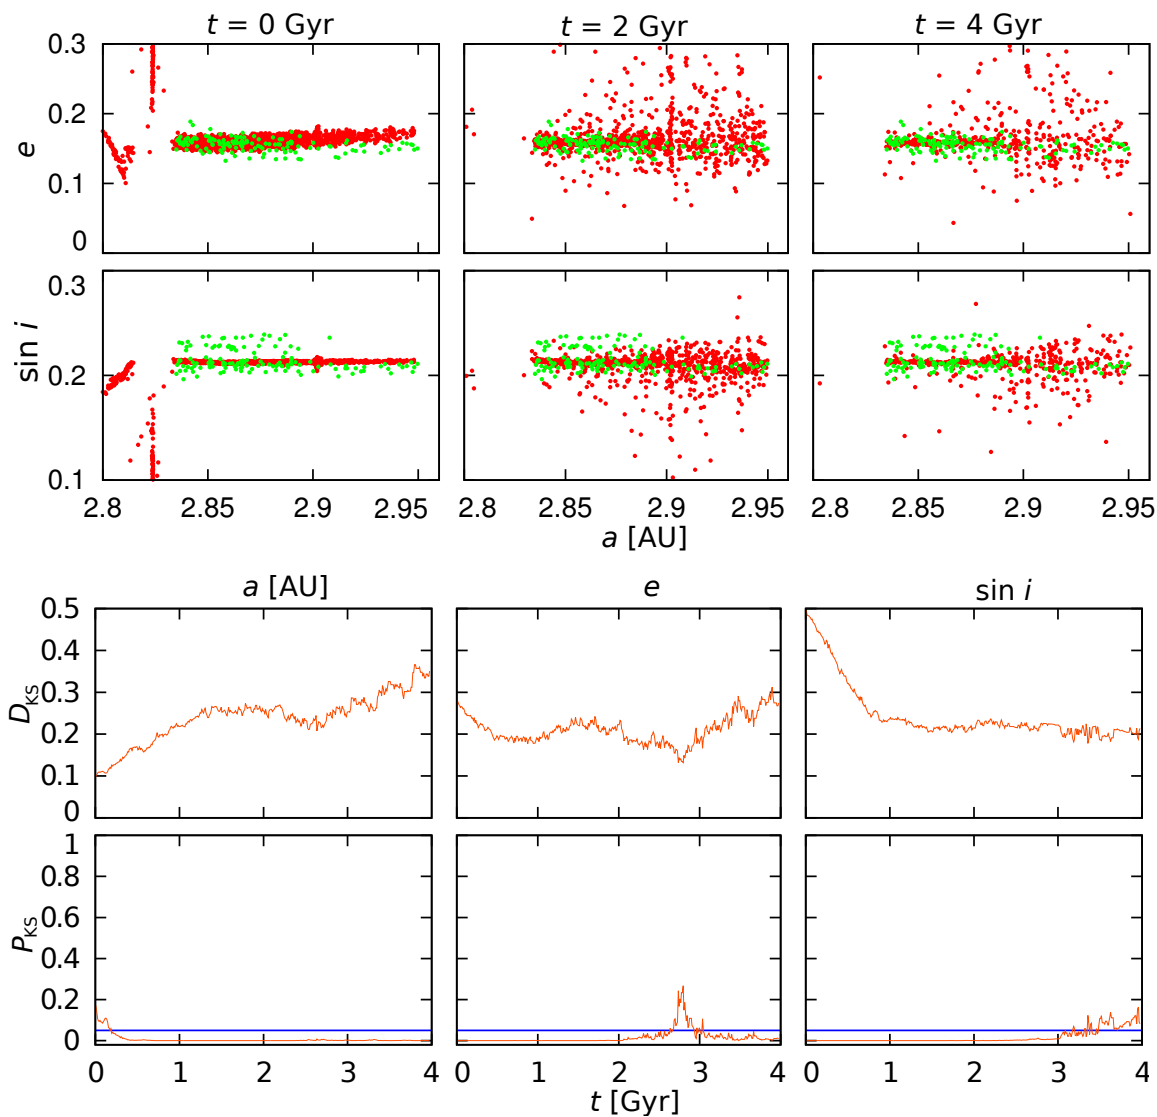 t = 0 Gyr t = 2 Gyr t = 4 Gyr
0.3
0.2
e
0.1
0
0.3
sin i
0.2
0.1
2.8 2.85 2.9 2.95 2.8 2.85 2.9 2.95 2.8 2.85 2.9 2.95
a [AU]
a [AU] e sin i
0.5
0.4
0.3
D_KS
0.2
0.1
0
1
0.8
0.6
P_KS
0.4
0.2
0
0 1 2 3 4 0 1 2 3 4 0 1 2 3 4
t [Gyr]